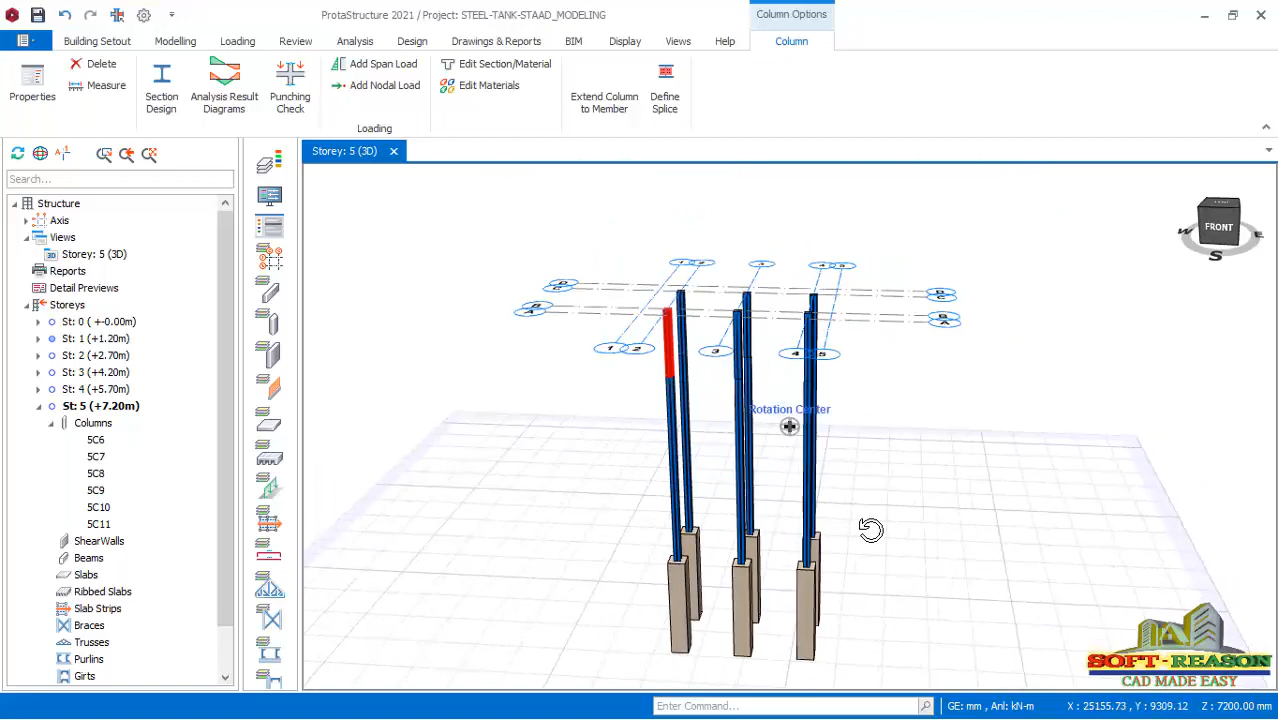 ProtaStructure 2021 / Project: STEEL-TANK-STAAD_MODELING
Column Options
Building Setout
Modelling
Loading
Review
Analysis
Design
Drawings & Reports
BIM
Display
Views
Help
Column
Properties
Delete
Measure
Section Design
Analysis Result Diagrams
Punching Check
Add Span Load
Add Nodal Load
Loading
Edit Section/Material
Edit Materials
Extend Column to Member
Define Splice
Storey: 5 (3D)
Search...
Structure
Axis
Views
Storey: 5 (3D)
Reports
Detail Previews
Storeys
St: 0 ( +-0.00m)
St: 1 (+1.20m)
St: 2 (+2.70m)
St: 3 (+4.20m)
St: 4 (+5.70m)
St: 5 (+7.20m)
Columns
5C6
5C7
5C8
5C9
5C10
5C11
ShearWalls
Beams
Slabs
Ribbed Slabs
Slab Strips
Braces
Trusses
Purlins
Girts
FRONT
W
E
S
1
2
3
4
5
D
C
B
A
D
C
B
A
1
2
3
4
5
Rotation Center
SOFT-REASON
CAD MADE EASY
Enter Command...
GE: mm , Anl: kN-m
X : 25155.73 , Y : 9309.12
Z : 7200.00 mm